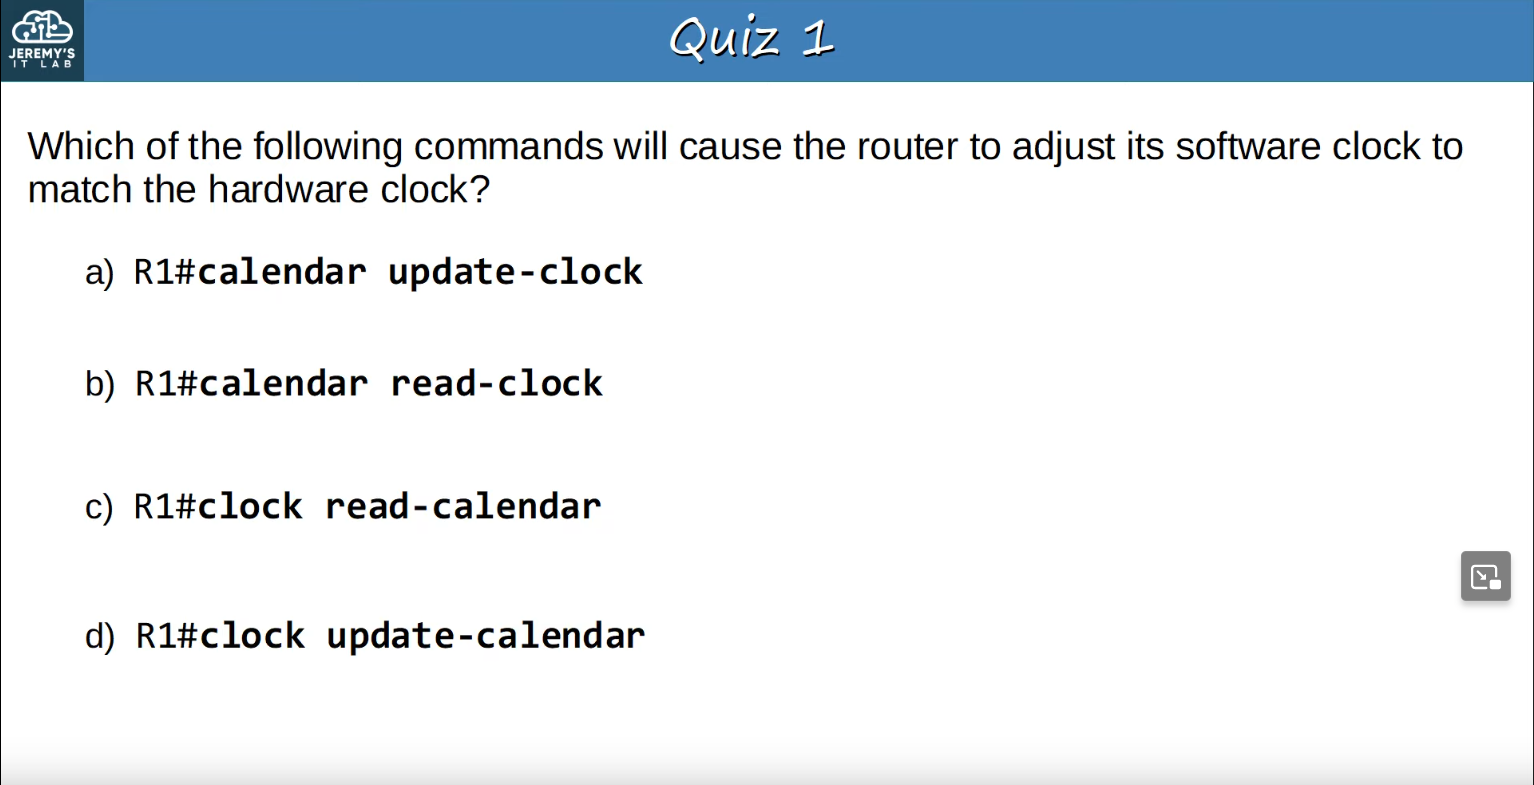 JEREMY'S
IT LAB
Quiz 1
Which of the following commands will cause the router to adjust its software clock to
match the hardware clock?
a) R1#calendar update-clock
b) R1#calendar read-clock
c) R1#clock read-calendar
d) R1#clock update-calendar